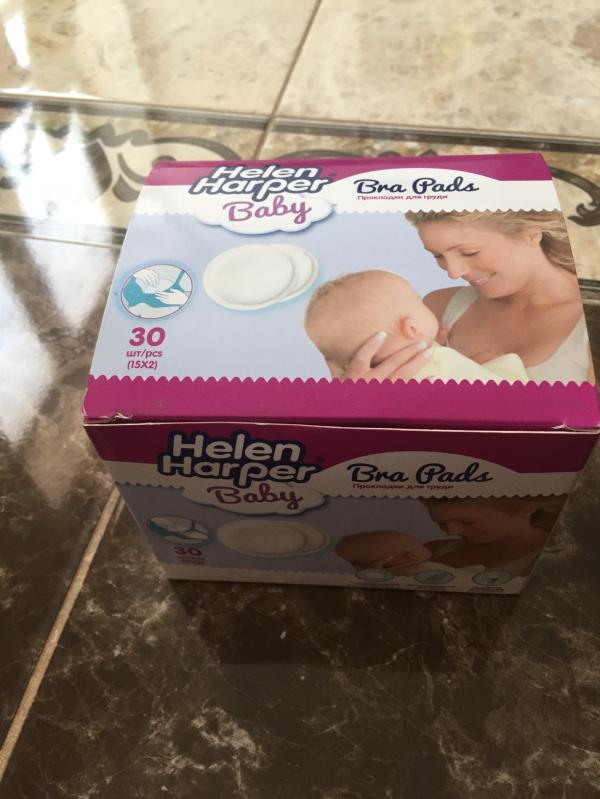 Helen
Harper
Baby
Bra Pads
Прокладки для груди
30
шт/pcs
(15X2)
Helen
Harper
Baby
Bra Pads
Прокладки для груди
30